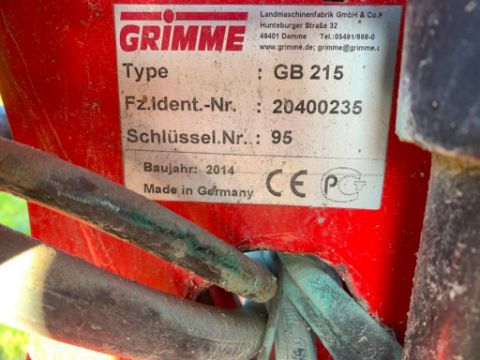 GRIMME
Landmaschinenfabrik GmbH & Co.
Hunteburger Straße 32
49401 Damme Tel.:05491/666-0
www.grimme.de; grimme@grimme.
Type : GB 215
Fz.Ident.-Nr. : 20400235
Schlüssel.Nr. : 95
Baujahr: 2014
Made in Germany
CE